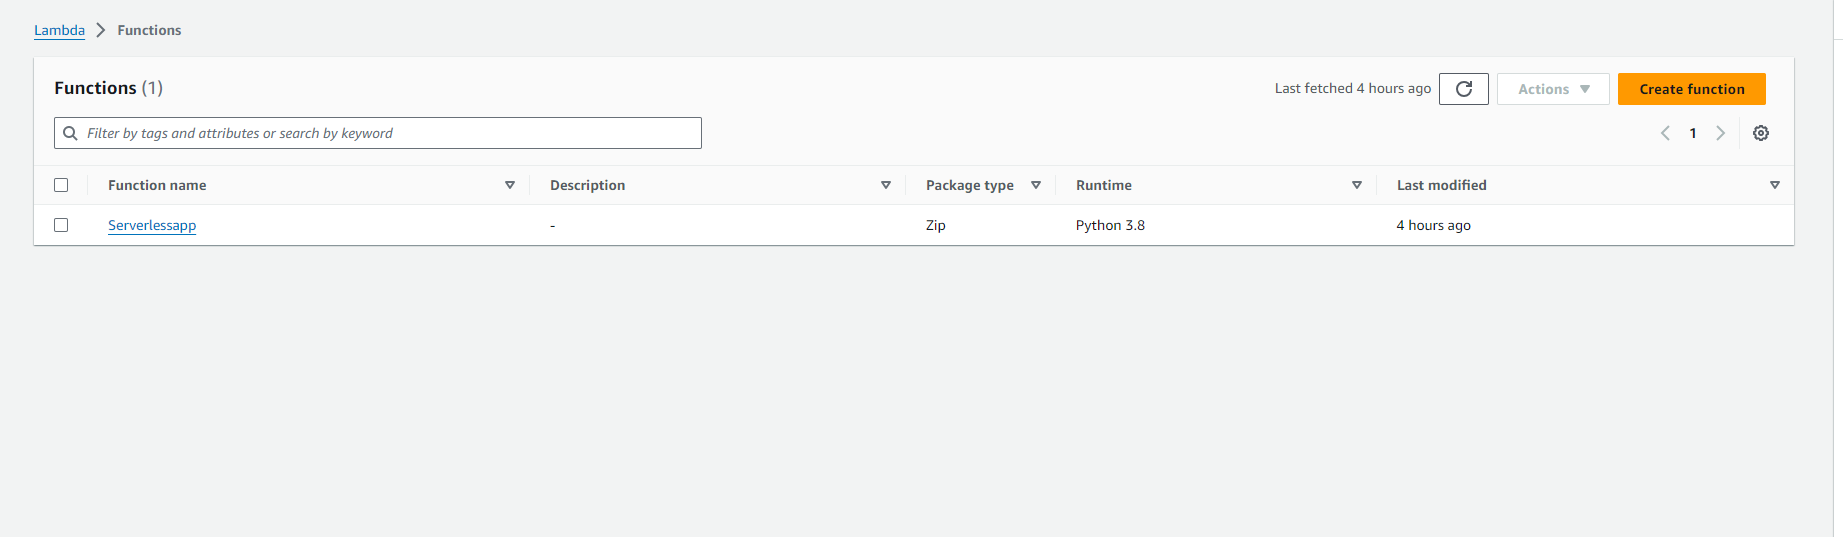 Lambda > Functions
Functions (1)
Last fetched 4 hours ago
Actions
Create function
Filter by tags and attributes or search by keyword
1
Function name Description Package type Runtime Last modified
Serverlessapp - Zip Python 3.8 4 hours ago